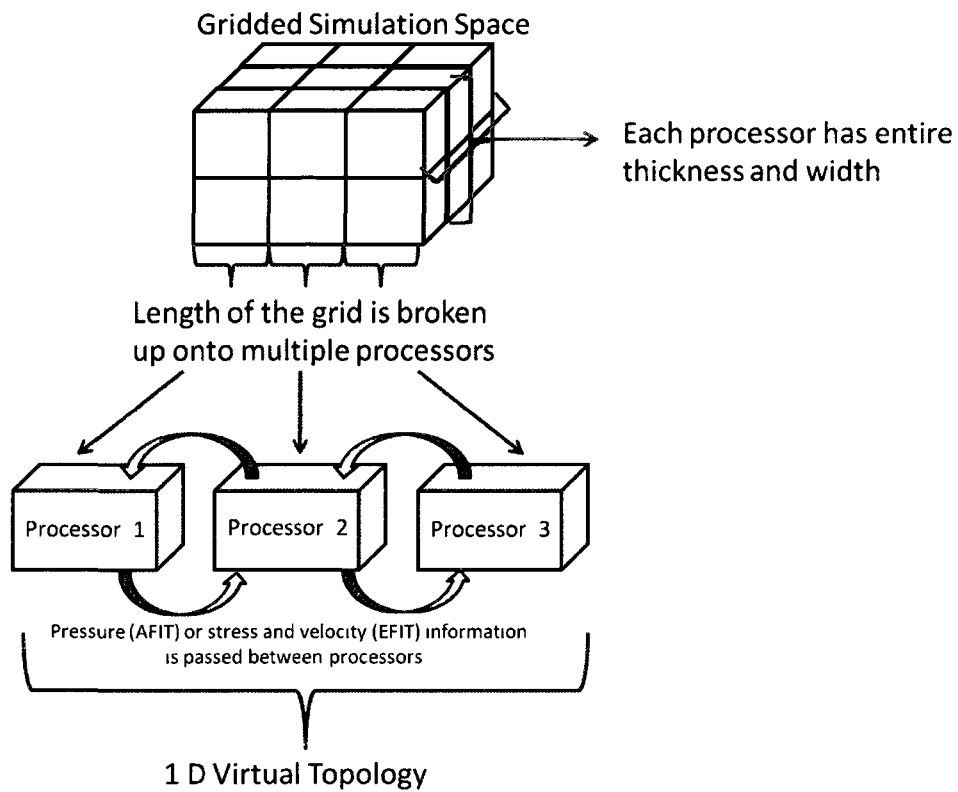 Gridded Simulation Space
Each processor has entire
thickness and width
Length of the grid is broken
up onto multiple processors
Processor 1
Processor 2
Processor 3
Pressure (AFIT) or stress and velocity (EFIT) information
is passed between processors
1 D Virtual Topology